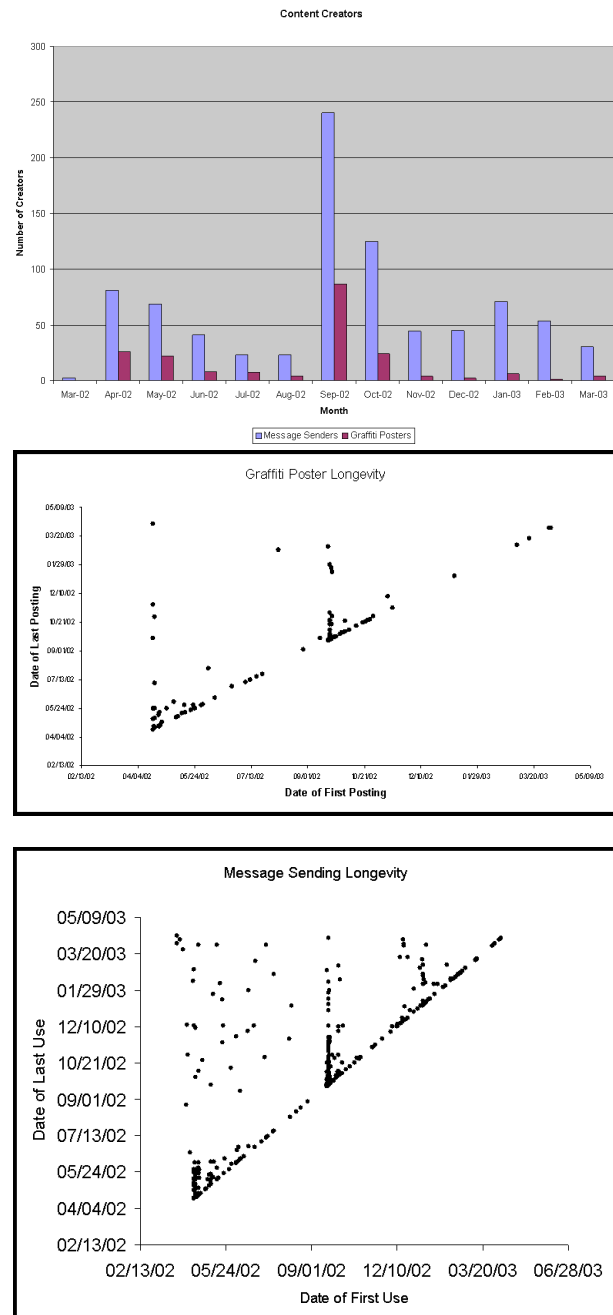 Content Creators
300
250
200
150
100
50
0
Number of Creators
Mar-02 Apr-02 May-02 Jun-02 Jul-02 Aug-02 Sep-02 Oct-02 Nov-02 Dec-02 Jan-03 Feb-03 Mar-03
Month
Message Senders Graffiti Posters
Graffiti Poster Longevity
05/09/03
03/20/03
01/29/03
12/10/02
10/21/02
09/01/02
07/13/02
05/24/02
04/04/02
02/13/02
Date of Last Posting
02/13/02 04/04/02 05/24/02 07/13/02 09/01/02 10/21/02 12/10/02 01/29/03 03/20/03 05/09/03
Date of First Posting
Message Sending Longevity
05/09/03
03/20/03
01/29/03
12/10/02
10/21/02
09/01/02
07/13/02
05/24/02
04/04/02
02/13/02
Date of Last Use
02/13/02 05/24/02 09/01/02 12/10/02 03/20/03 06/28/03
Date of First Use